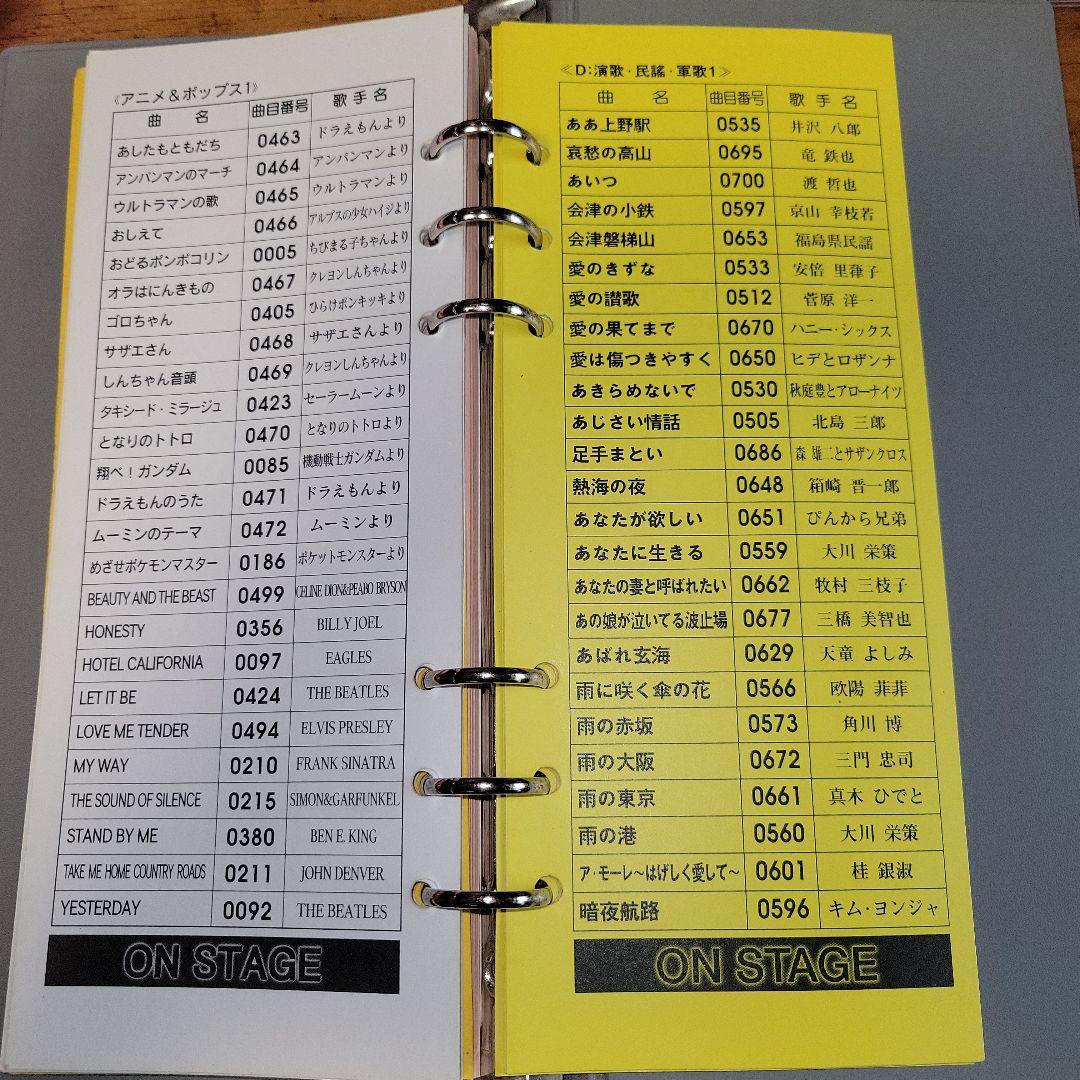 《アニメ＆ポップス1》
曲 名 曲目番号 歌手名
あしたもともだち 0463 ドラえもんより
アンパンマンのマーチ 0464 アンパンマンより
ウルトラマンの歌 0465 ウルトラマンより
おしえて 0466 アルプスの少女ハイジより
おどるポンポコリン 0005 ちびまる子ちゃんより
オラはにんきもの 0467 クレヨンしんちゃんより
ゴロちゃん 0405 ひらけポンキッキより
サザエさん 0468 サザエさんより
しんちゃん音頭 0469 クレヨンしんちゃんより
タキシード・ミラージュ 0423 セーラームーンより
となりのトトロ 0470 となりのトトロより
翔べ！ガンダム 0085 機動戦士ガンダムより
ドラえもんのうた 0471 ドラえもんより
ムーミンのテーマ 0472 ムーミンより
めざせポケモンマスター 0186 ポケットモンスターより
BEAUTY AND THE BEAST 0499 CELINE DION&PEABO BRYSON
HONESTY 0356 BILLY JOEL
HOTEL CALIFORNIA 0097 EAGLES
LET IT BE 0424 THE BEATLES
LOVE ME TENDER 0494 ELVIS PRESLEY
MY WAY 0210 FRANK SINATRA
THE SOUND OF SILENCE 0215 SIMON&GARFUNKEL
STAND BY ME 0380 BEN E. KING
TAKE ME HOME COUNTRY ROADS 0211 JOHN DENVER
YESTERDAY 0092 THE BEATLES
ON STAGE
《D:演歌・民謡・軍歌1》
曲 名 曲目番号 歌手名
ああ上野駅 0535 井沢 八郎
哀愁の高山 0695 竜 鉄也
あいつ 0700 渡 哲也
会津の小鉄 0597 京山 幸枝若
会津磐梯山 0653 福島県民謡
愛のきずな 0533 安倍 里葎子
愛の讃歌 0512 菅原 洋一
愛の果てまで 0670 ハニー・シックス
愛は傷つきやすく 0650 ヒデとロザンナ
あきらめないで 0530 秋庭豊とアローナイツ
あじさい情話 0505 北島 三郎
足手まとい 0686 森 雄二とサザンクロス
熱海の夜 0648 箱崎 晋一郎
あなたが欲しい 0651 ぴんから兄弟
あなたに生きる 0559 大川 栄策
あなたの妻と呼ばれたい 0662 牧村 三枝子
あの娘が泣いてる波止場 0677 三橋 美智也
あばれ玄海 0629 天童 よしみ
雨に咲く傘の花 0566 欧陽 菲菲
雨の赤坂 0573 角川 博
雨の大阪 0672 三門 忠司
雨の東京 0661 真木 ひでと
雨の港 0560 大川 栄策
ア・モーレ〜はげしく愛して〜 0601 桂 銀淑
暗夜航路 0596 キム・ヨンジャ
ON STAGE